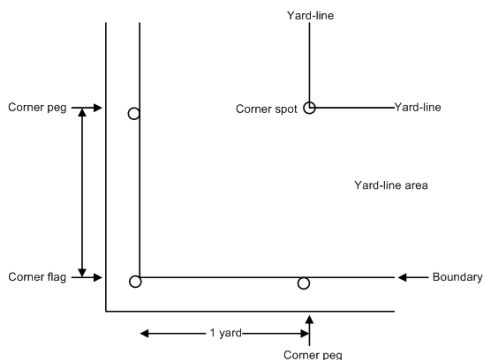 Yard-line
Corner peg
Corner spot
Yard-line
Yard-line area
Corner flag
Boundary
1 yard
Corner peg